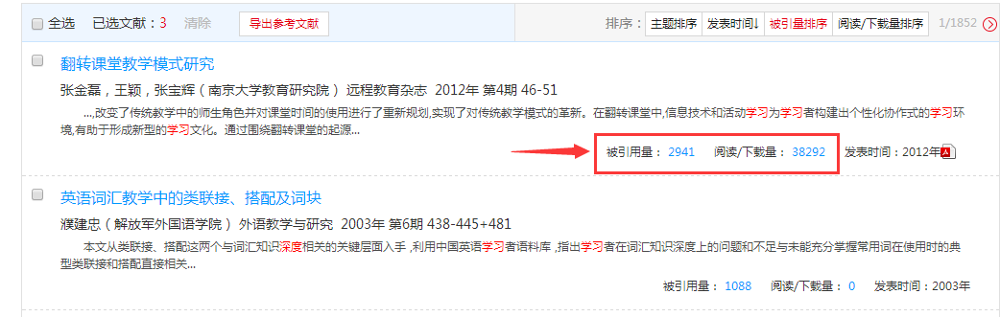 全选 已选文献：3 清除 导出参考文献 排序： 主题排序 发表时间↓ 被引量排序 阅读/下载量排序 1/1852
翻转课堂教学模式研究
张金磊，王颖，张宝辉（南京大学教育研究院） 远程教育杂志 2012年 第4期 46-51
...,改变了传统教学中的师生角色并对课堂时间的使用进行了重新规划,实现了对传统教学模式的革新。在翻转课堂中,信息技术和活动学习为学习者构建出个性化协作式的学习环
境,有助于形成新型的学习文化。通过围绕翻转课堂的起源...
被引用量： 2941 阅读/下载量： 38292 发表时间：2012年
英语词汇教学中的类联接、搭配及词块
濮建忠（解放军外国语学院） 外语教学与研究 2003年 第6期 438-445+481
本文从类联接、搭配这两个与词汇知识深度相关的关键层面入手 ,利用中国英语学习者语料库 ,指出学习者在词汇知识深度上的问题和不足与未能充分掌握常用词在使用时的典
型类联接和搭配直接相关...
被引用量： 1088 阅读/下载量： 0 发表时间：2003年